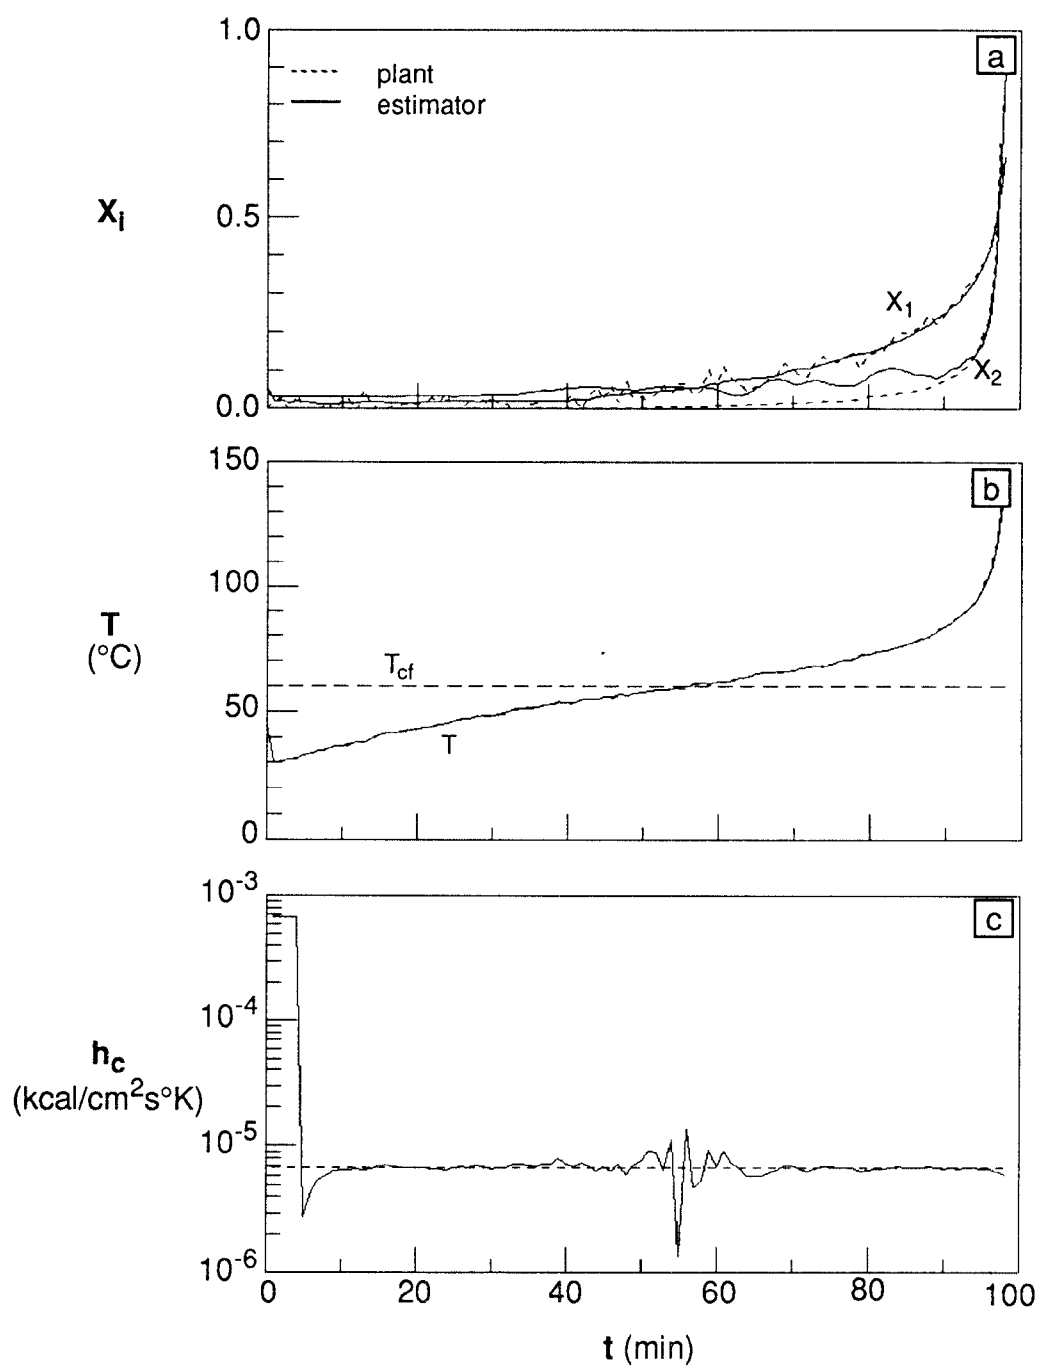 1.0
a
plant
estimator
X_i
0.5
X_1
X_2
0.0
150
b
100
T
(°C)
T_cf
50
T
0
10^-3
c
10^-4
h_c
(kcal/cm^2s°K)
10^-5
10^-6
0 20 40 60 80 100
t (min)